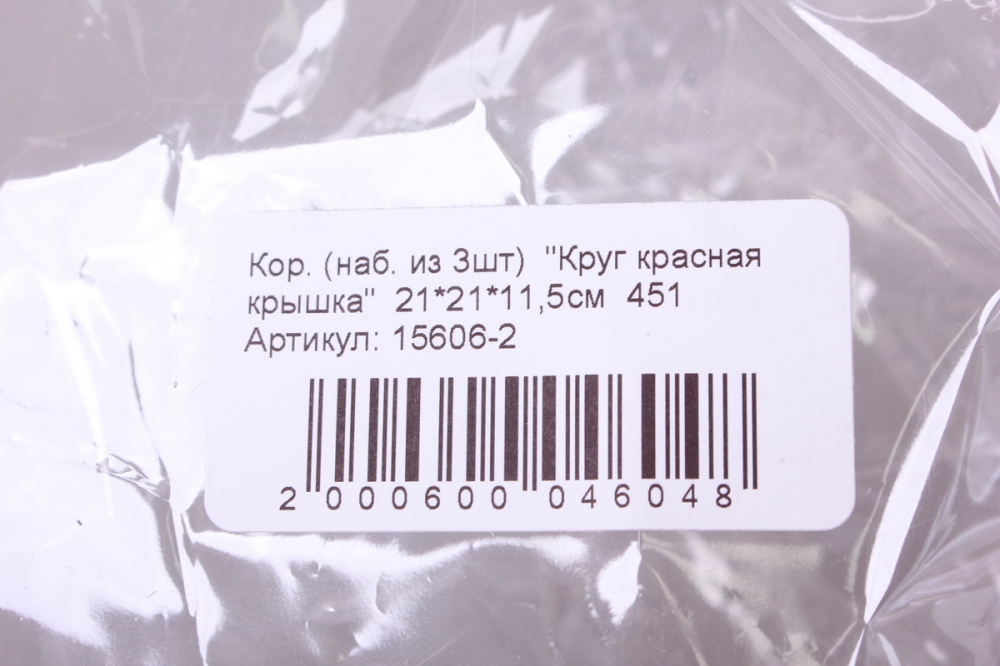 Кор. (наб. из 3шт)  "Круг красная
крышка"  21*21*11,5см  451
Артикул: 15606-2
2 000600 046048